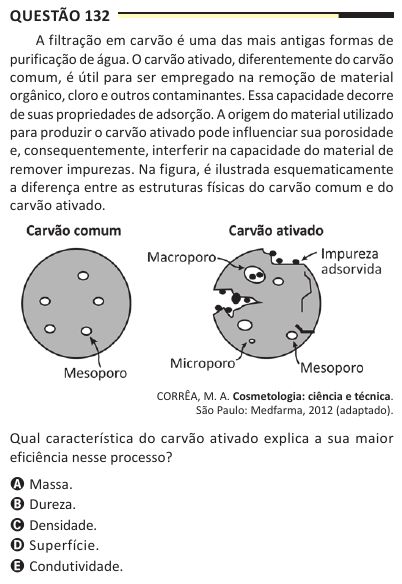 QUESTÃO 132
A filtração em carvão é uma das mais antigas formas de
purificação de água. O carvão ativado, diferentemente do carvão
comum, é útil para ser empregado na remoção de material
orgânico, cloro e outros contaminantes. Essa capacidade decorre
de suas propriedades de adsorção. A origem do material utilizado
para produzir o carvão ativado pode influenciar sua porosidade
e, consequentemente, interferir na capacidade do material de
remover impurezas. Na figura, é ilustrada esquematicamente
a diferença entre as estruturas físicas do carvão comum e do
carvão ativado.
Carvão comum
Mesoporo
Carvão ativado
Macroporo
Impureza
adsorvida
Microporo
Mesoporo
CORRÊA, M. A. Cosmetologia: ciência e técnica.
São Paulo: Medfarma, 2012 (adaptado).
Qual característica do carvão ativado explica a sua maior
eficiência nesse processo?
A Massa.
B Dureza.
C Densidade.
D Superfície.
E Condutividade.